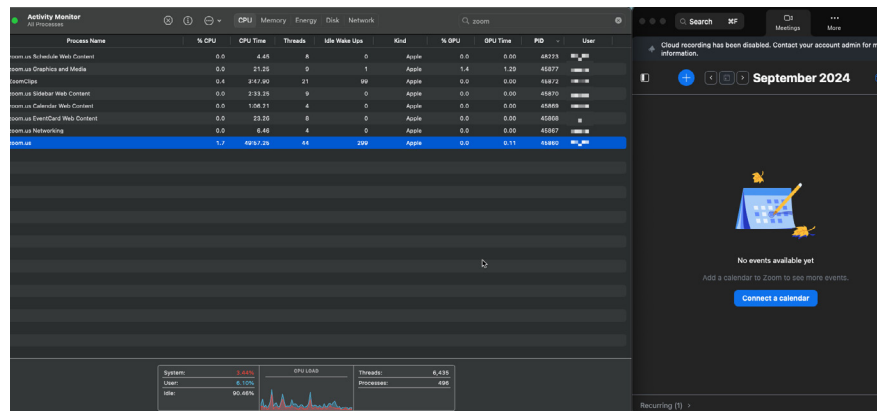 Activity Monitor
All Processes
CPU Memory Energy Disk Network
zoom
Process Name % CPU CPU Time Threads Idle Wake Ups Kind % GPU GPU Time PID User
zoom.us Schedule Web Content 0.0 4.45 8 0 Apple 0.0 0.00 48223
zoom.us Graphics and Media 0.0 21.25 0 1 Apple 1.4 1.20 45877
ZoomClips 0.4 3:47.90 21 99 Apple 0.0 0.00 45872
zoom.us Sidebar Web Content 0.0 2:33.25 9 0 Apple 0.0 0.00 45870
zoom.us Calendar Web Content 0.0 1:06.21 4 0 Apple 0.0 0.00 45869
zoom.us EventCard Web Content 0.0 23.26 8 0 Apple 0.0 0.00 45868
zoom.us Networking 0.0 6.46 4 0 Apple 0.0 0.00 45867
zoom.us 1.7 49:57.25 44 299 Apple 0.0 0.11 45860
System: 3.44%
User: 6.10%
Idle: 90.46%
CPU LOAD
Threads: 6,435
Processes: 496
Search ⌘F
Meetings
More
Cloud recording has been disabled. Contact your account admin for m
information.
September 2024
No events available yet
Add a calendar to Zoom to see more events.
Connect a calendar
Recurring (1) >